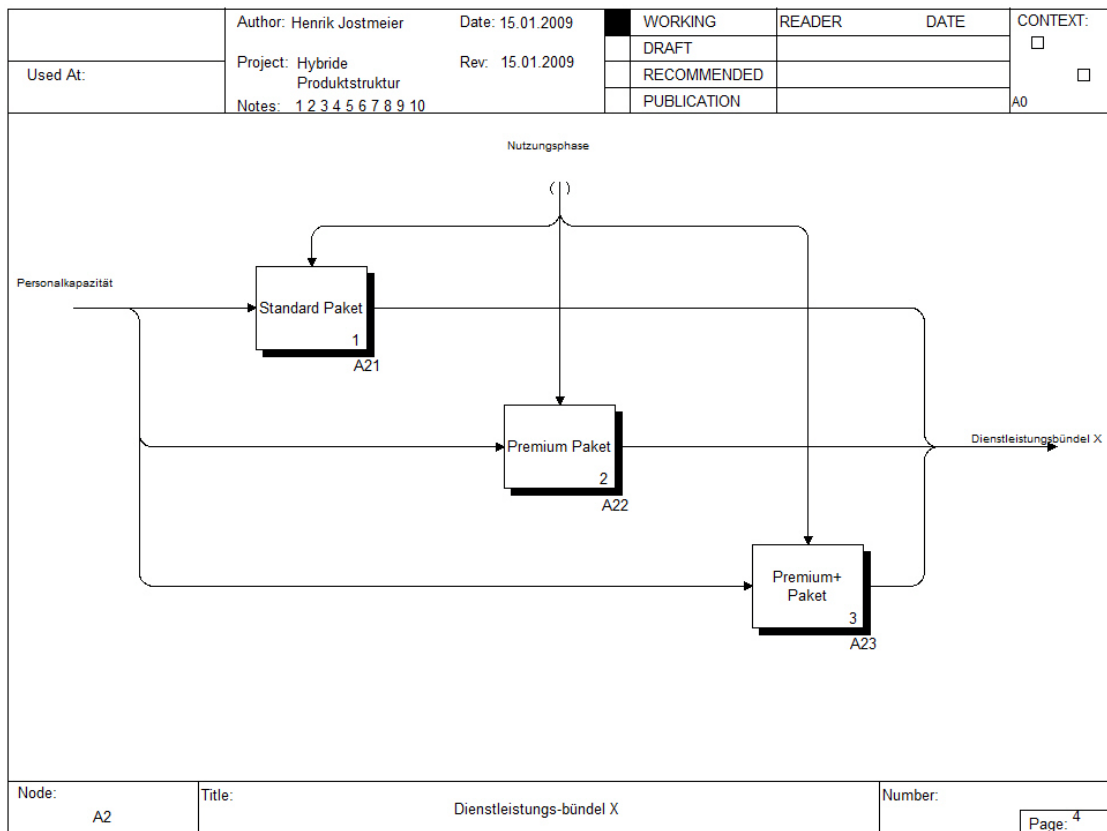 Used At:
Author: Henrik Jostmeier
Date: 15.01.2009
Project: Hybride
Produktstruktur
Rev: 15.01.2009
Notes: 1 2 3 4 5 6 7 8 9 10
WORKING
DRAFT
RECOMMENDED
PUBLICATION
READER
DATE
CONTEXT:
A0
Nutzungsphase
( )
Personalkapazität
Standard Paket
1
A21
Premium Paket
2
A22
Dienstleistungsbündel X
Premium+
Paket
3
A23
Node:
A2
Title:
Dienstleistungs-bündel X
Number:
Page: 4